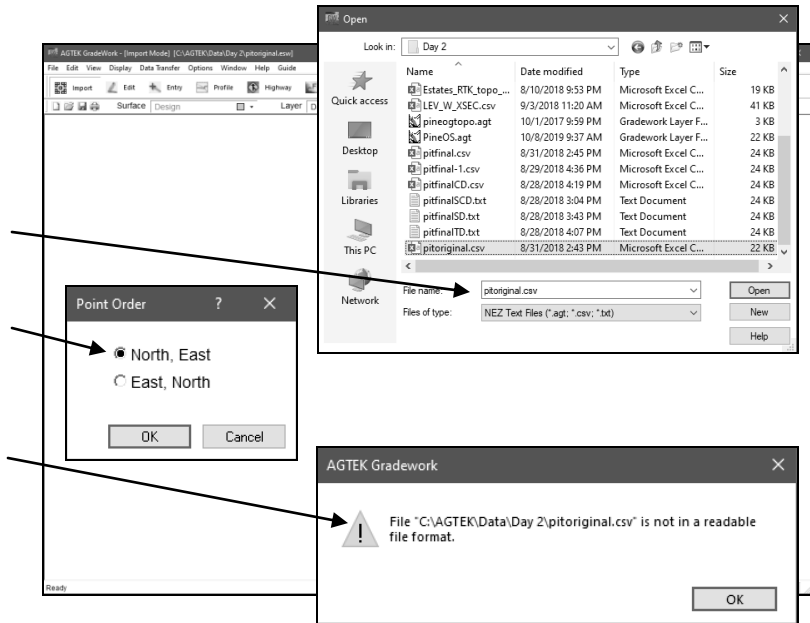 AGTEK GradeWork - [Import Mode] [C:\AGTEK\Data\Day 2\pitoriginal.esw]
File Edit View Display Data Transfer Options Window Help Guide
Import Edit Entry Profile Highway
Surface Design Layer D
Ready
Open
Look in: Day 2
Quick access
Desktop
Libraries
This PC
Network
Name Date modified Type Size
Estates_RTK_topo_... 8/10/2018 9:53 PM Microsoft Excel C... 19 KB
LEV_W_XSEC.csv 9/3/2018 11:20 AM Microsoft Excel C... 41 KB
pineogtopo.agt 10/1/2017 9:59 PM Gradework Layer F... 3 KB
PineOS.agt 10/8/2019 9:37 AM Gradework Layer F... 22 KB
pitfinal.csv 8/31/2018 2:45 PM Microsoft Excel C... 24 KB
pitfinal-1.csv 8/29/2018 4:36 PM Microsoft Excel C... 24 KB
pitfinalCD.csv 8/28/2018 4:19 PM Microsoft Excel C... 24 KB
pitfinalSCD.txt 8/28/2018 3:04 PM Text Document 24 KB
pitfinalSD.txt 8/28/2018 3:43 PM Text Document 24 KB
pitfinalTD.txt 8/28/2018 4:07 PM Text Document 24 KB
pitoriginal.csv 8/31/2018 2:43 PM Microsoft Excel C... 22 KB
File name: pitoriginal.csv Open
Files of type: NEZ Text Files (*.agt; *.csv; *.txt) New
Help
Point Order ? ×
North, East
East, North
OK Cancel
AGTEK Gradework
File "C:\AGTEK\Data\Day 2\pitoriginal.csv" is not in a readable
file format.
OK